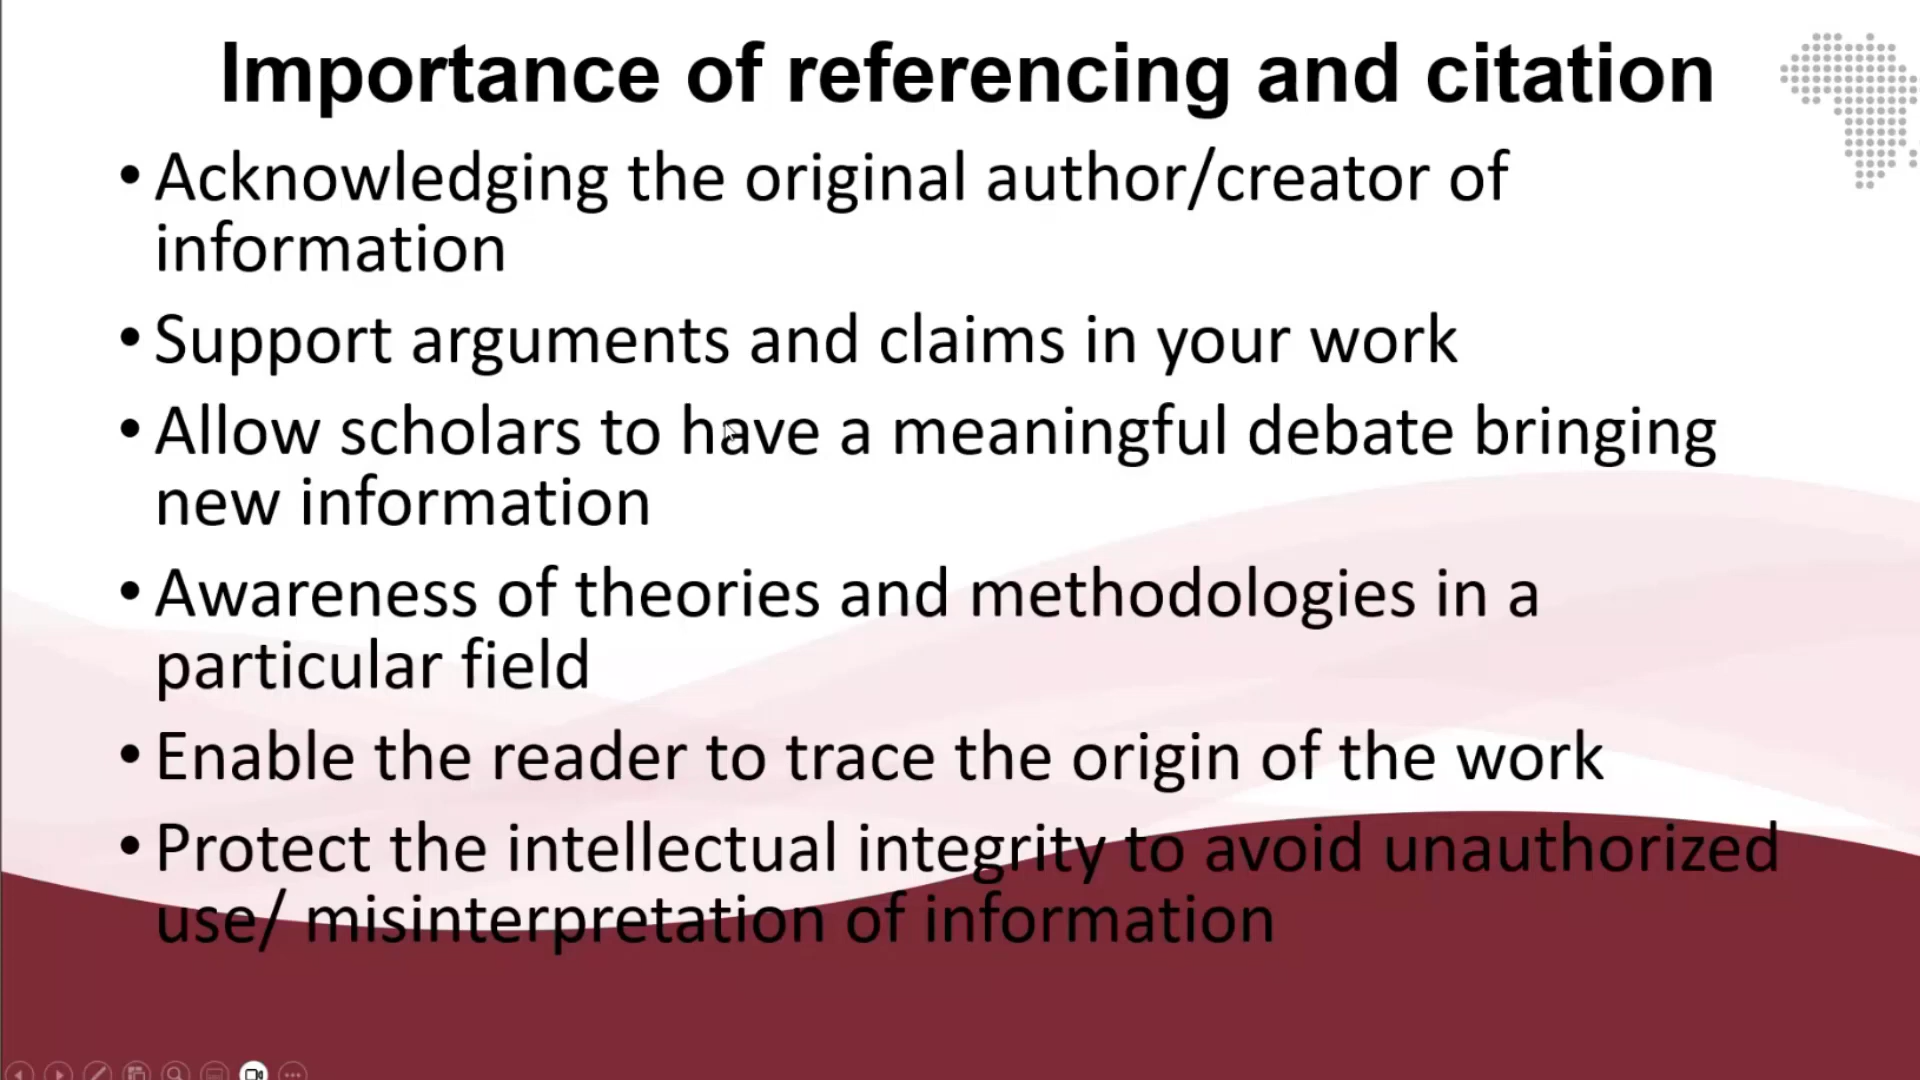 Importance of referencing and citation
• Acknowledging the original author/creator of
information
• Support arguments and claims in your work
• Allow scholars to have a meaningful debate bringing
new information
• Awareness of theories and methodologies in a
particular field
• Enable the reader to trace the origin of the work
• Protect the intellectual integrity to avoid unauthorized
use/ misinterpretation of information